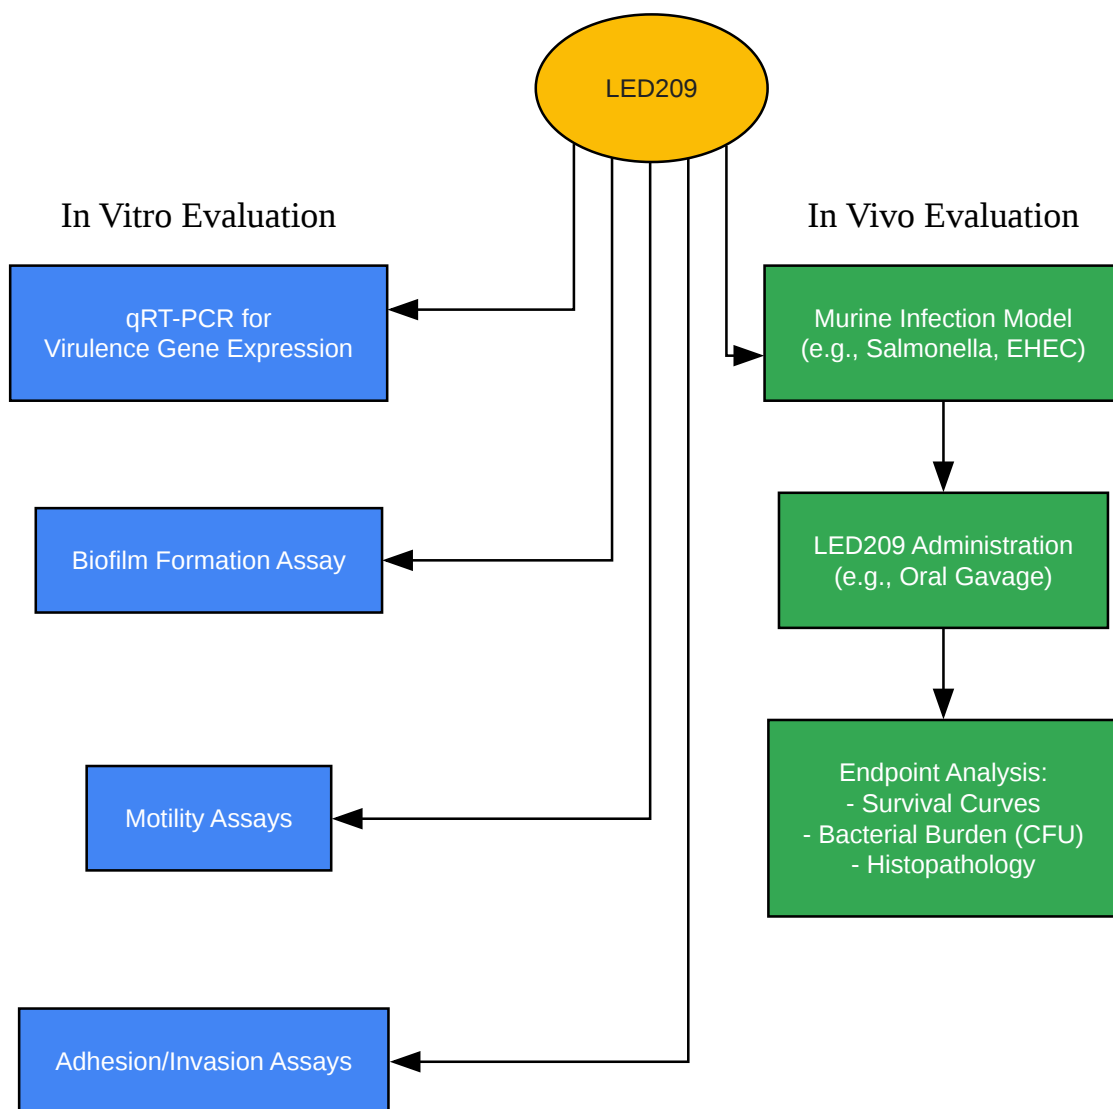 LED209
In Vitro Evaluation
qRT-PCR for
Virulence Gene Expression
Biofilm Formation Assay
Motility Assays
Adhesion/Invasion Assays
In Vivo Evaluation
Murine Infection Model
(e.g., Salmonella, EHEC)
LED209 Administration
(e.g., Oral Gavage)
Endpoint Analysis:
- Survival Curves
- Bacterial Burden (CFU)
- Histopathology